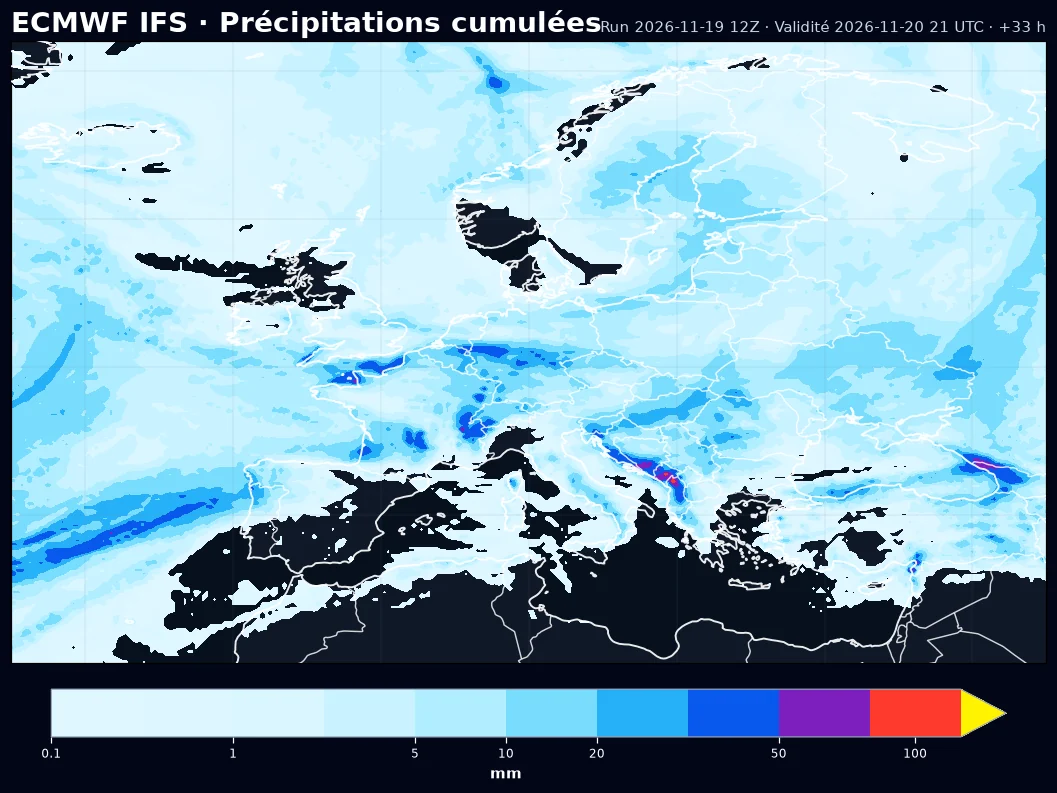 ECMWF IFS · Précipitations cumulées
Run 2026-11-19 12Z · Validité 2026-11-20 21 UTC · +33 h
0.1 1 5 10 20 50 100
mm